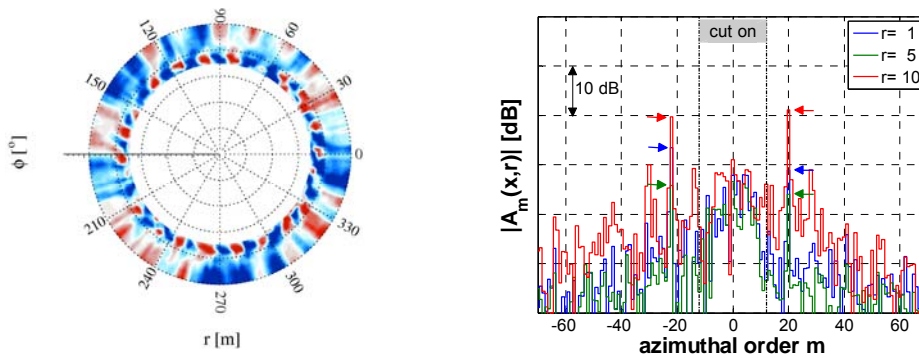 90
120
60
150
30
φ [°]
0
210
330
240
300
270
r [m]
cut on
r= 1
r= 5
r= 10
10 dB
|A_m(x,r)| [dB]
-60 -40 -20 0 20 40 60
azimuthal order m